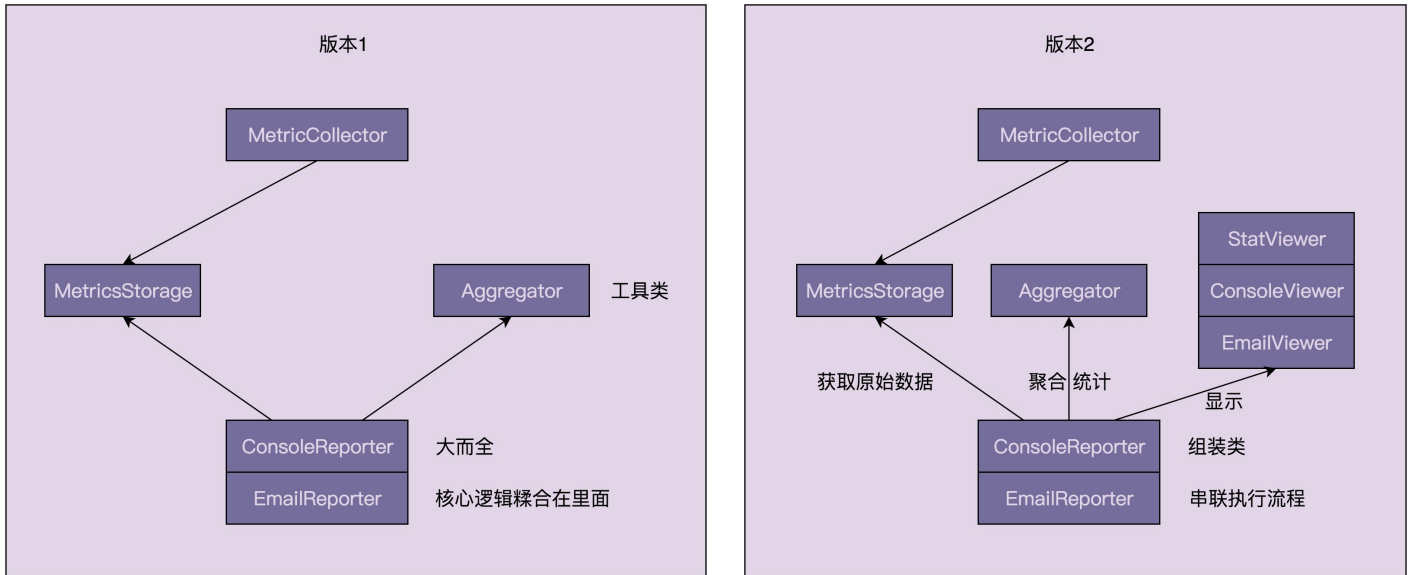 版本1
MetricCollector
MetricsStorage
Aggregator
工具类
ConsoleReporter
大而全
EmailReporter
核心逻辑糅合在里面
版本2
MetricCollector
StatViewer
MetricsStorage
Aggregator
ConsoleViewer
EmailViewer
获取原始数据
聚合 统计
显示
ConsoleReporter
组装类
EmailReporter
串联执行流程